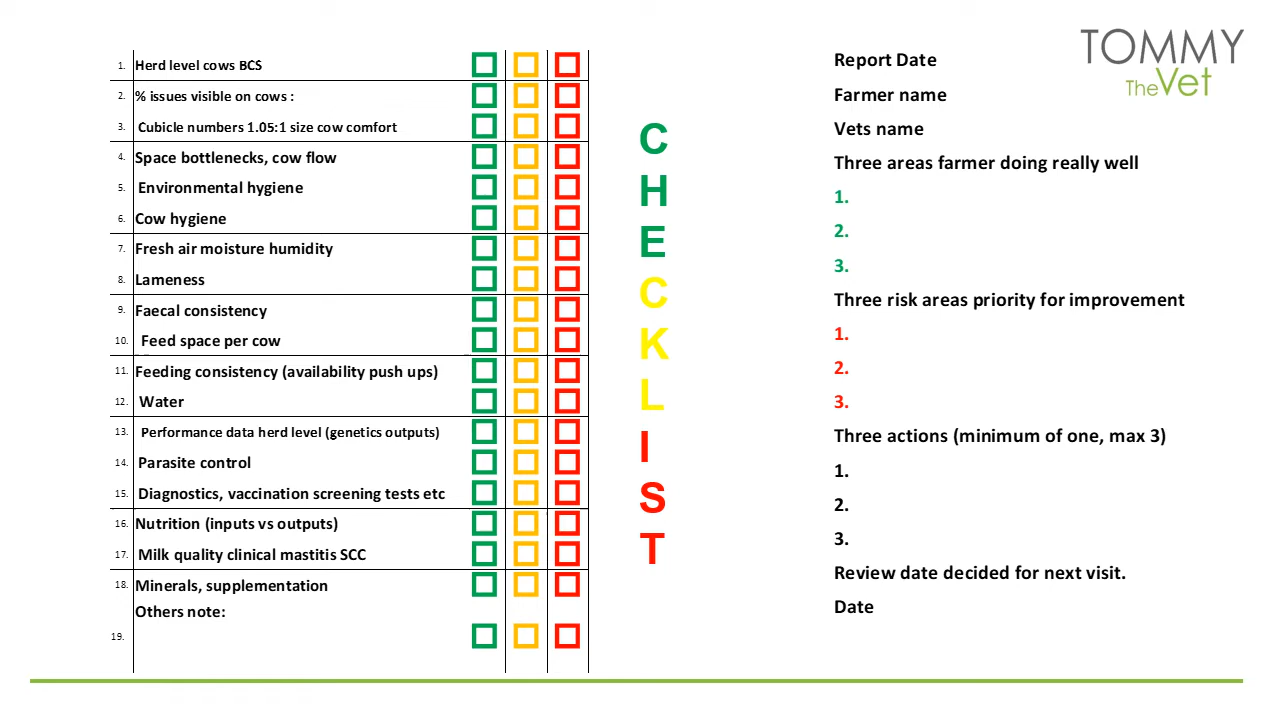 1. Herd level cows BCS
2. % issues visible on cows :
3. Cubicle numbers 1.05:1 size cow comfort
4. Space bottlenecks, cow flow
5. Environmental hygiene
6. Cow hygiene
7. Fresh air moisture humidity
8. Lameness
9. Faecal consistency
10. Feed space per cow
11. Feeding consistency (availability push ups)
12. Water
13. Performance data herd level (genetics outputs)
14. Parasite control
15. Diagnostics, vaccination screening tests etc
16. Nutrition (inputs vs outputs)
17. Milk quality clinical mastitis SCC
18. Minerals, supplementation
Others note:
19.
C
H
E
C
K
L
I
S
T
Report Date
Farmer name
Vets name
Three areas farmer doing really well
1.
2.
3.
Three risk areas priority for improvement
1.
2.
3.
Three actions (minimum of one, max 3)
1.
2.
3.
Review date decided for next visit.
Date
TOMMY
TheVet